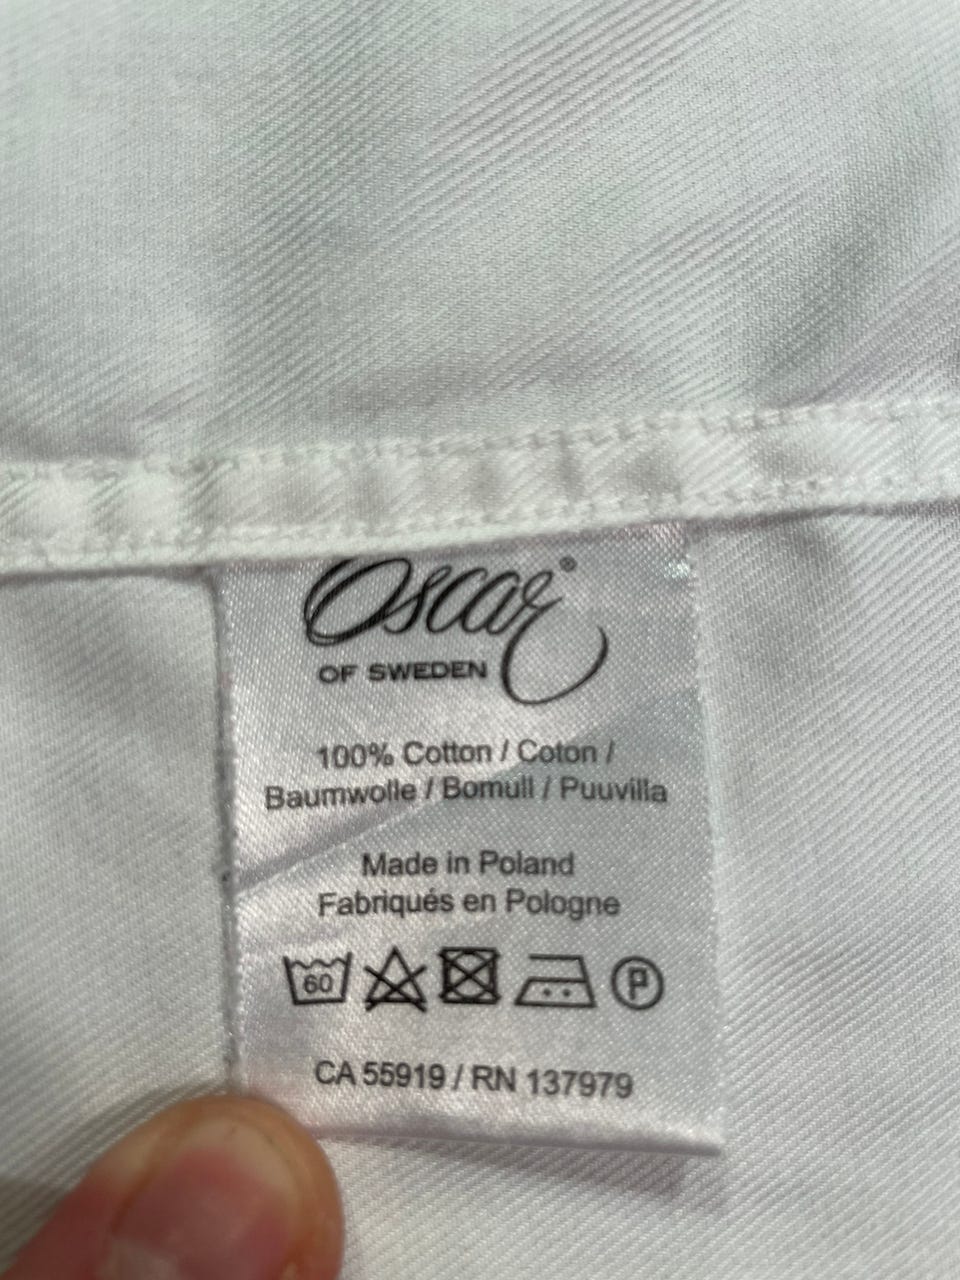 Oscar®
OF SWEDEN
100% Cotton / Coton /
Baumwolle / Bomull / Puuvilla
Made in Poland
Fabriqués en Pologne
60
P
CA 55919 / RN 137979